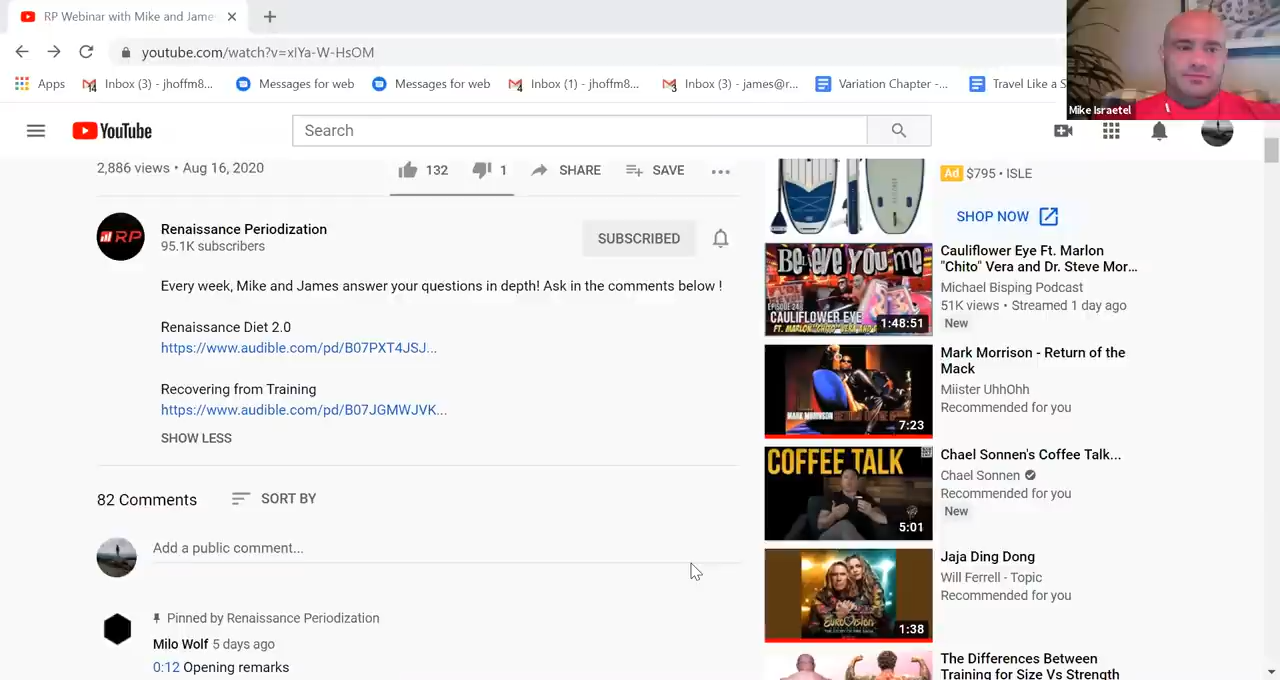 RP Webinar with Mike and Jame
youtube.com/watch?v=xIYa-W-HsOM
Apps
Inbox (3) - jhoffm8...
Messages for web
Messages for web
Inbox (1) - jhoffm8...
Inbox (3) - james@r...
Variation Chapter -...
Travel Like a S
Mike Israetel
YouTube
Search
2,886 views • Aug 16, 2020
132
1
SHARE
SAVE
RP
Renaissance Periodization
95.1K subscribers
SUBSCRIBED
Every week, Mike and James answer your questions in depth! Ask in the comments below !
Renaissance Diet 2.0
https://www.audible.com/pd/B07PXT4JSJ...
Recovering from Training
https://www.audible.com/pd/B07JGMWJVK...
SHOW LESS
82 Comments
SORT BY
Add a public comment...
Pinned by Renaissance Periodization
Milo Wolf 5 days ago
0:12 Opening remarks
Ad $795 • ISLE
SHOP NOW
BELIEVE YOU ME
CAULIFLOWER EYE
1:48:51
Cauliflower Eye Ft. Marlon
"Chito" Vera and Dr. Steve Mor...
Michael Bisping Podcast
51K views • Streamed 1 day ago
New
MARK MORRISON
7:23
Mark Morrison - Return of the
Mack
Miister UhhOhh
Recommended for you
COFFEE TALK
5:01
Chael Sonnen's Coffee Talk...
Chael Sonnen
Recommended for you
New
EUROVISION
1:38
Jaja Ding Dong
Will Ferrell - Topic
Recommended for you
The Differences Between
Training for Size Vs Strength